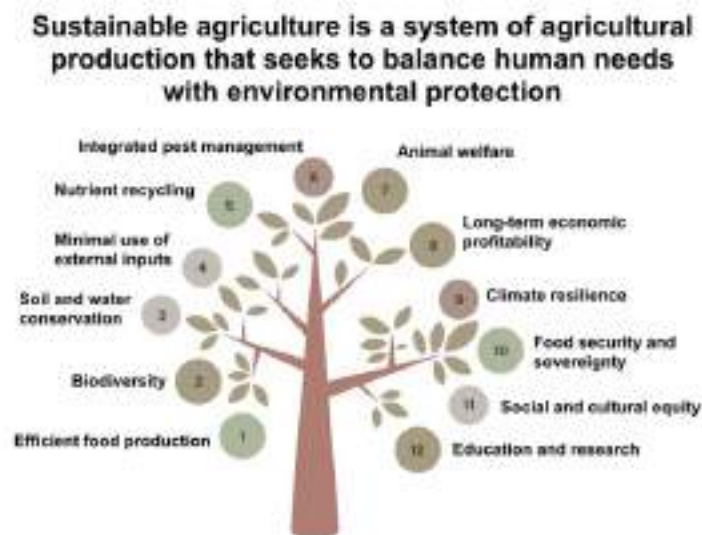 Sustainable agriculture is a system of agricultural
production that seeks to balance human needs
with environmental protection
Integrated pest management
6
Animal welfare
7
Nutrient recycling
5
Long-term economic
profitability
8
Minimal use of
external inputs
4
Climate resilience
9
Soil and water
conservation
3
Food security and
sovereignty
10
Biodiversity
2
Social and cultural equity
11
Efficient food production
1
Education and research
12